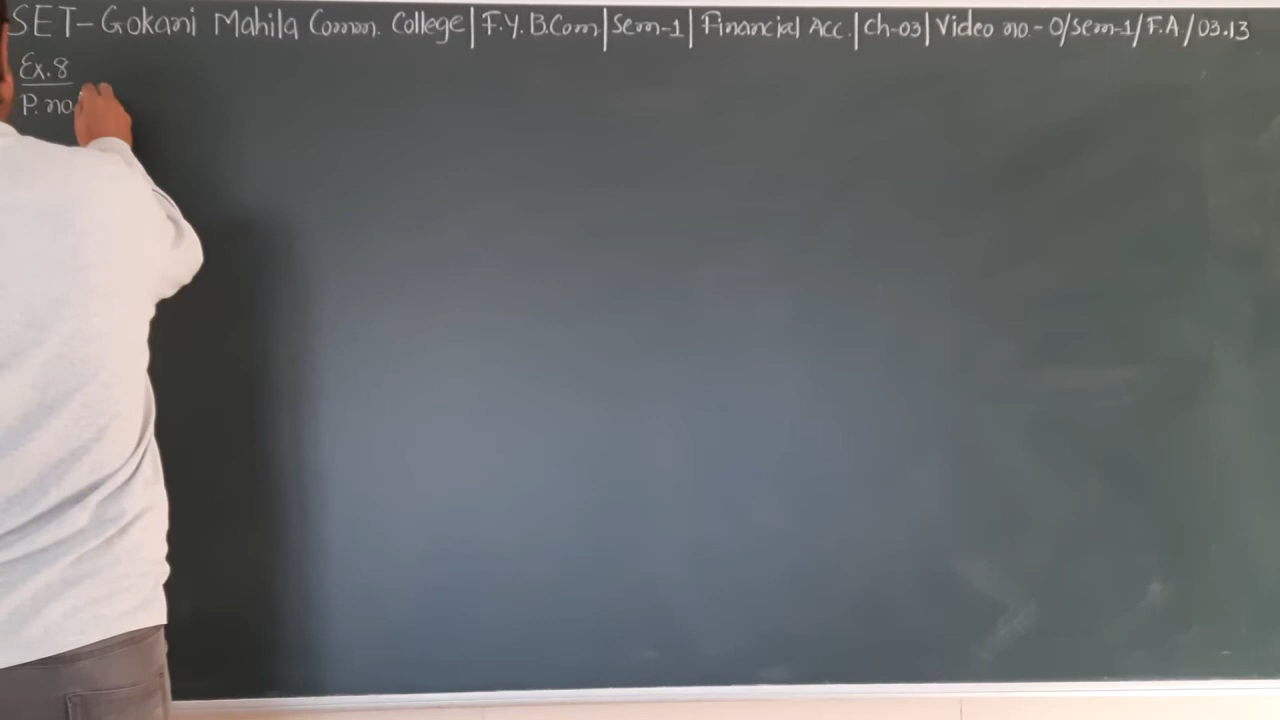 SET-Gokani Mahila Comm. College|F.Y.B.Com|Sem-1|Financial Acc.|Ch-03|Video no.-O/Sem-1/F.A./03.13
Ex.8
P.no